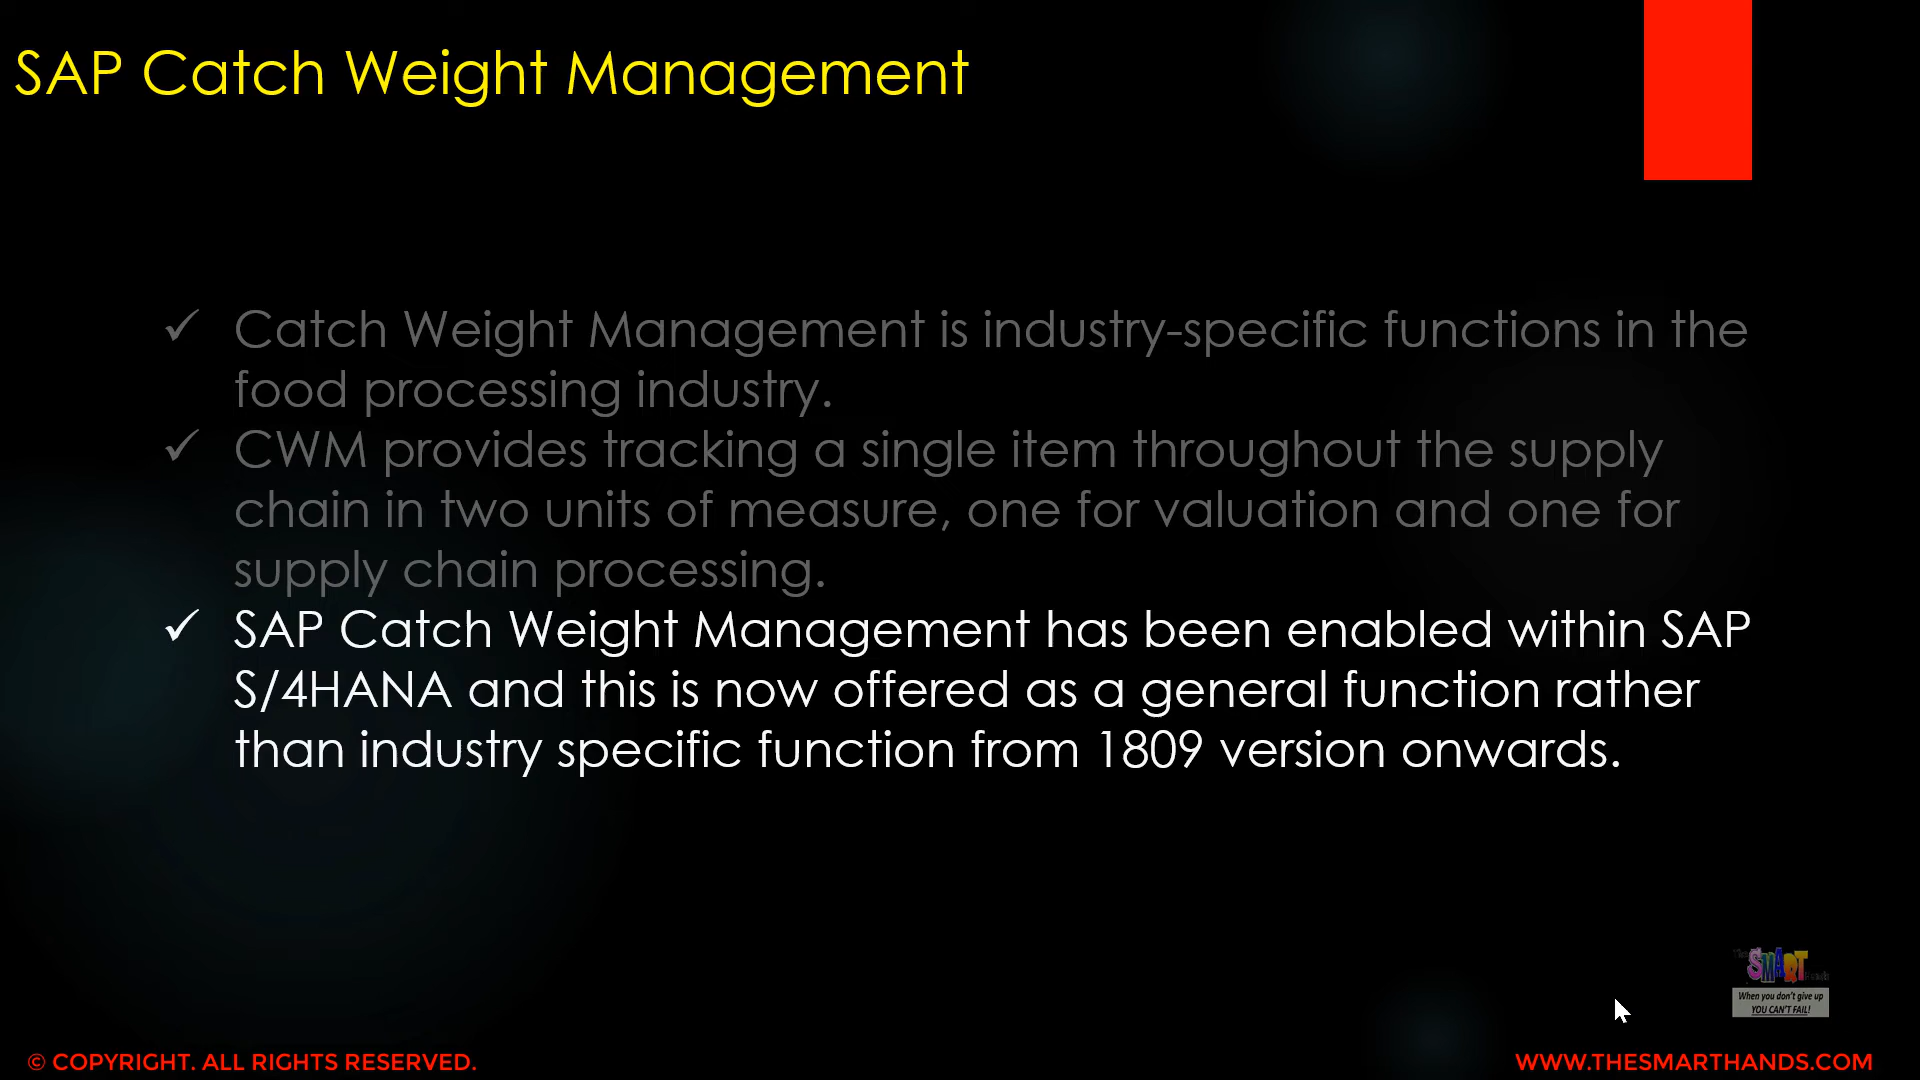 SAP Catch Weight Management
✓ Catch Weight Management is industry-specific functions in the
food processing industry.
✓ CWM provides tracking a single item throughout the supply
chain in two units of measure, one for valuation and one for
supply chain processing.
✓ SAP Catch Weight Management has been enabled within SAP
S/4HANA and this is now offered as a general function rather
than industry specific function from 1809 version onwards.
The SMART Hands
When you don't give up
YOU CAN'T FAIL!
© COPYRIGHT. ALL RIGHTS RESERVED.
WWW.THESMARTHANDS.COM